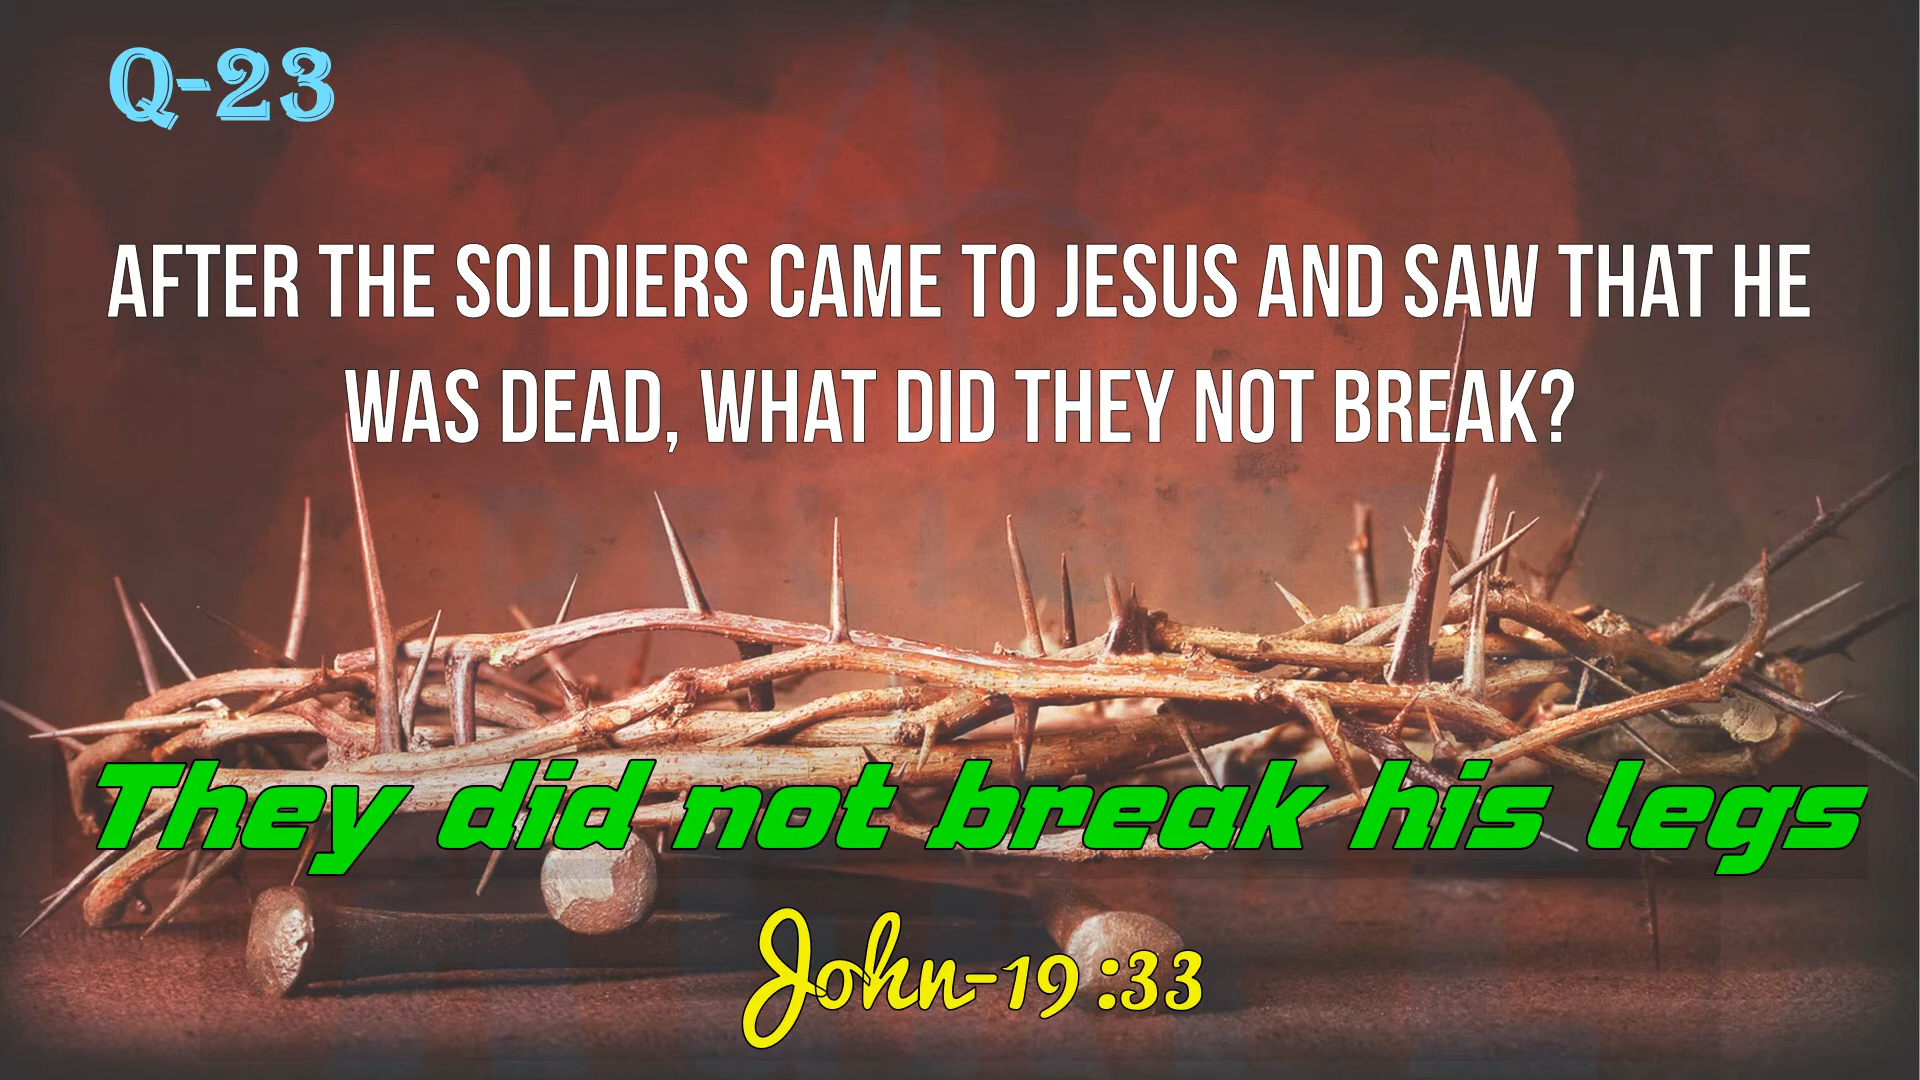 Q-23
AFTER THE SOLDIERS CAME TO JESUS AND SAW THAT HE
WAS DEAD, WHAT DID THEY NOT BREAK?
They did not break his legs
John-19:33